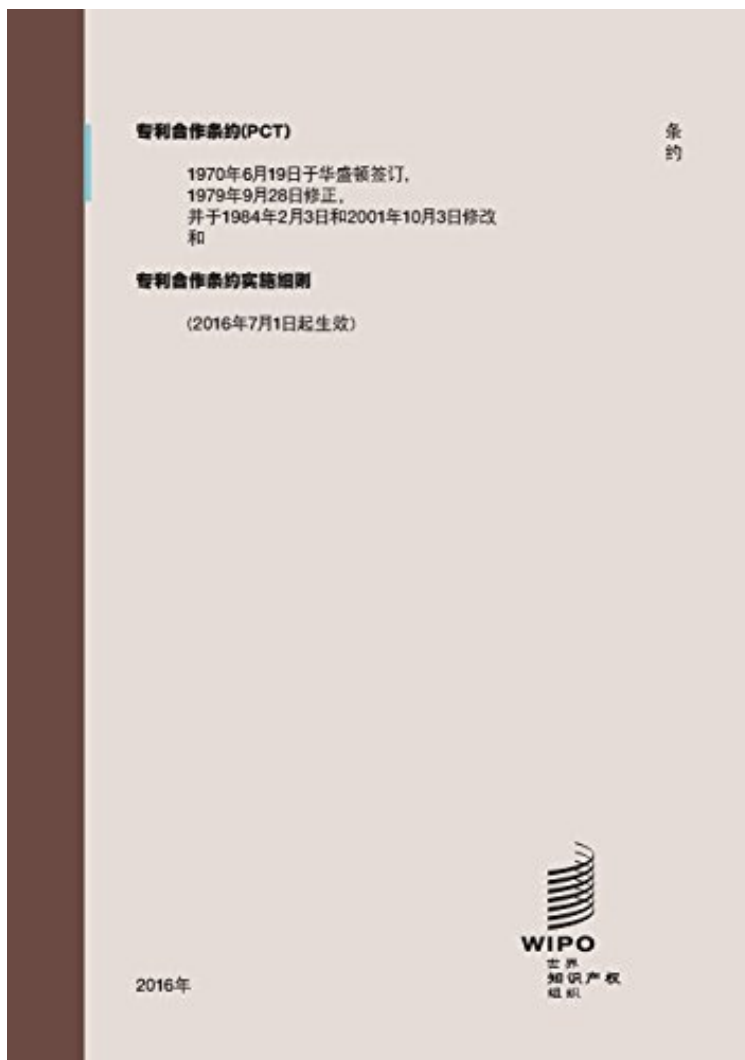 专利合作条约(PCT)
条约
1970年6月19日于华盛顿签订，
1979年9月28日修正，
并于1984年2月3日和2001年10月3日修改
和
专利合作条约实施细则
(2016年7月1日起生效)
WIPO
世界
知识产权
组织
2016年